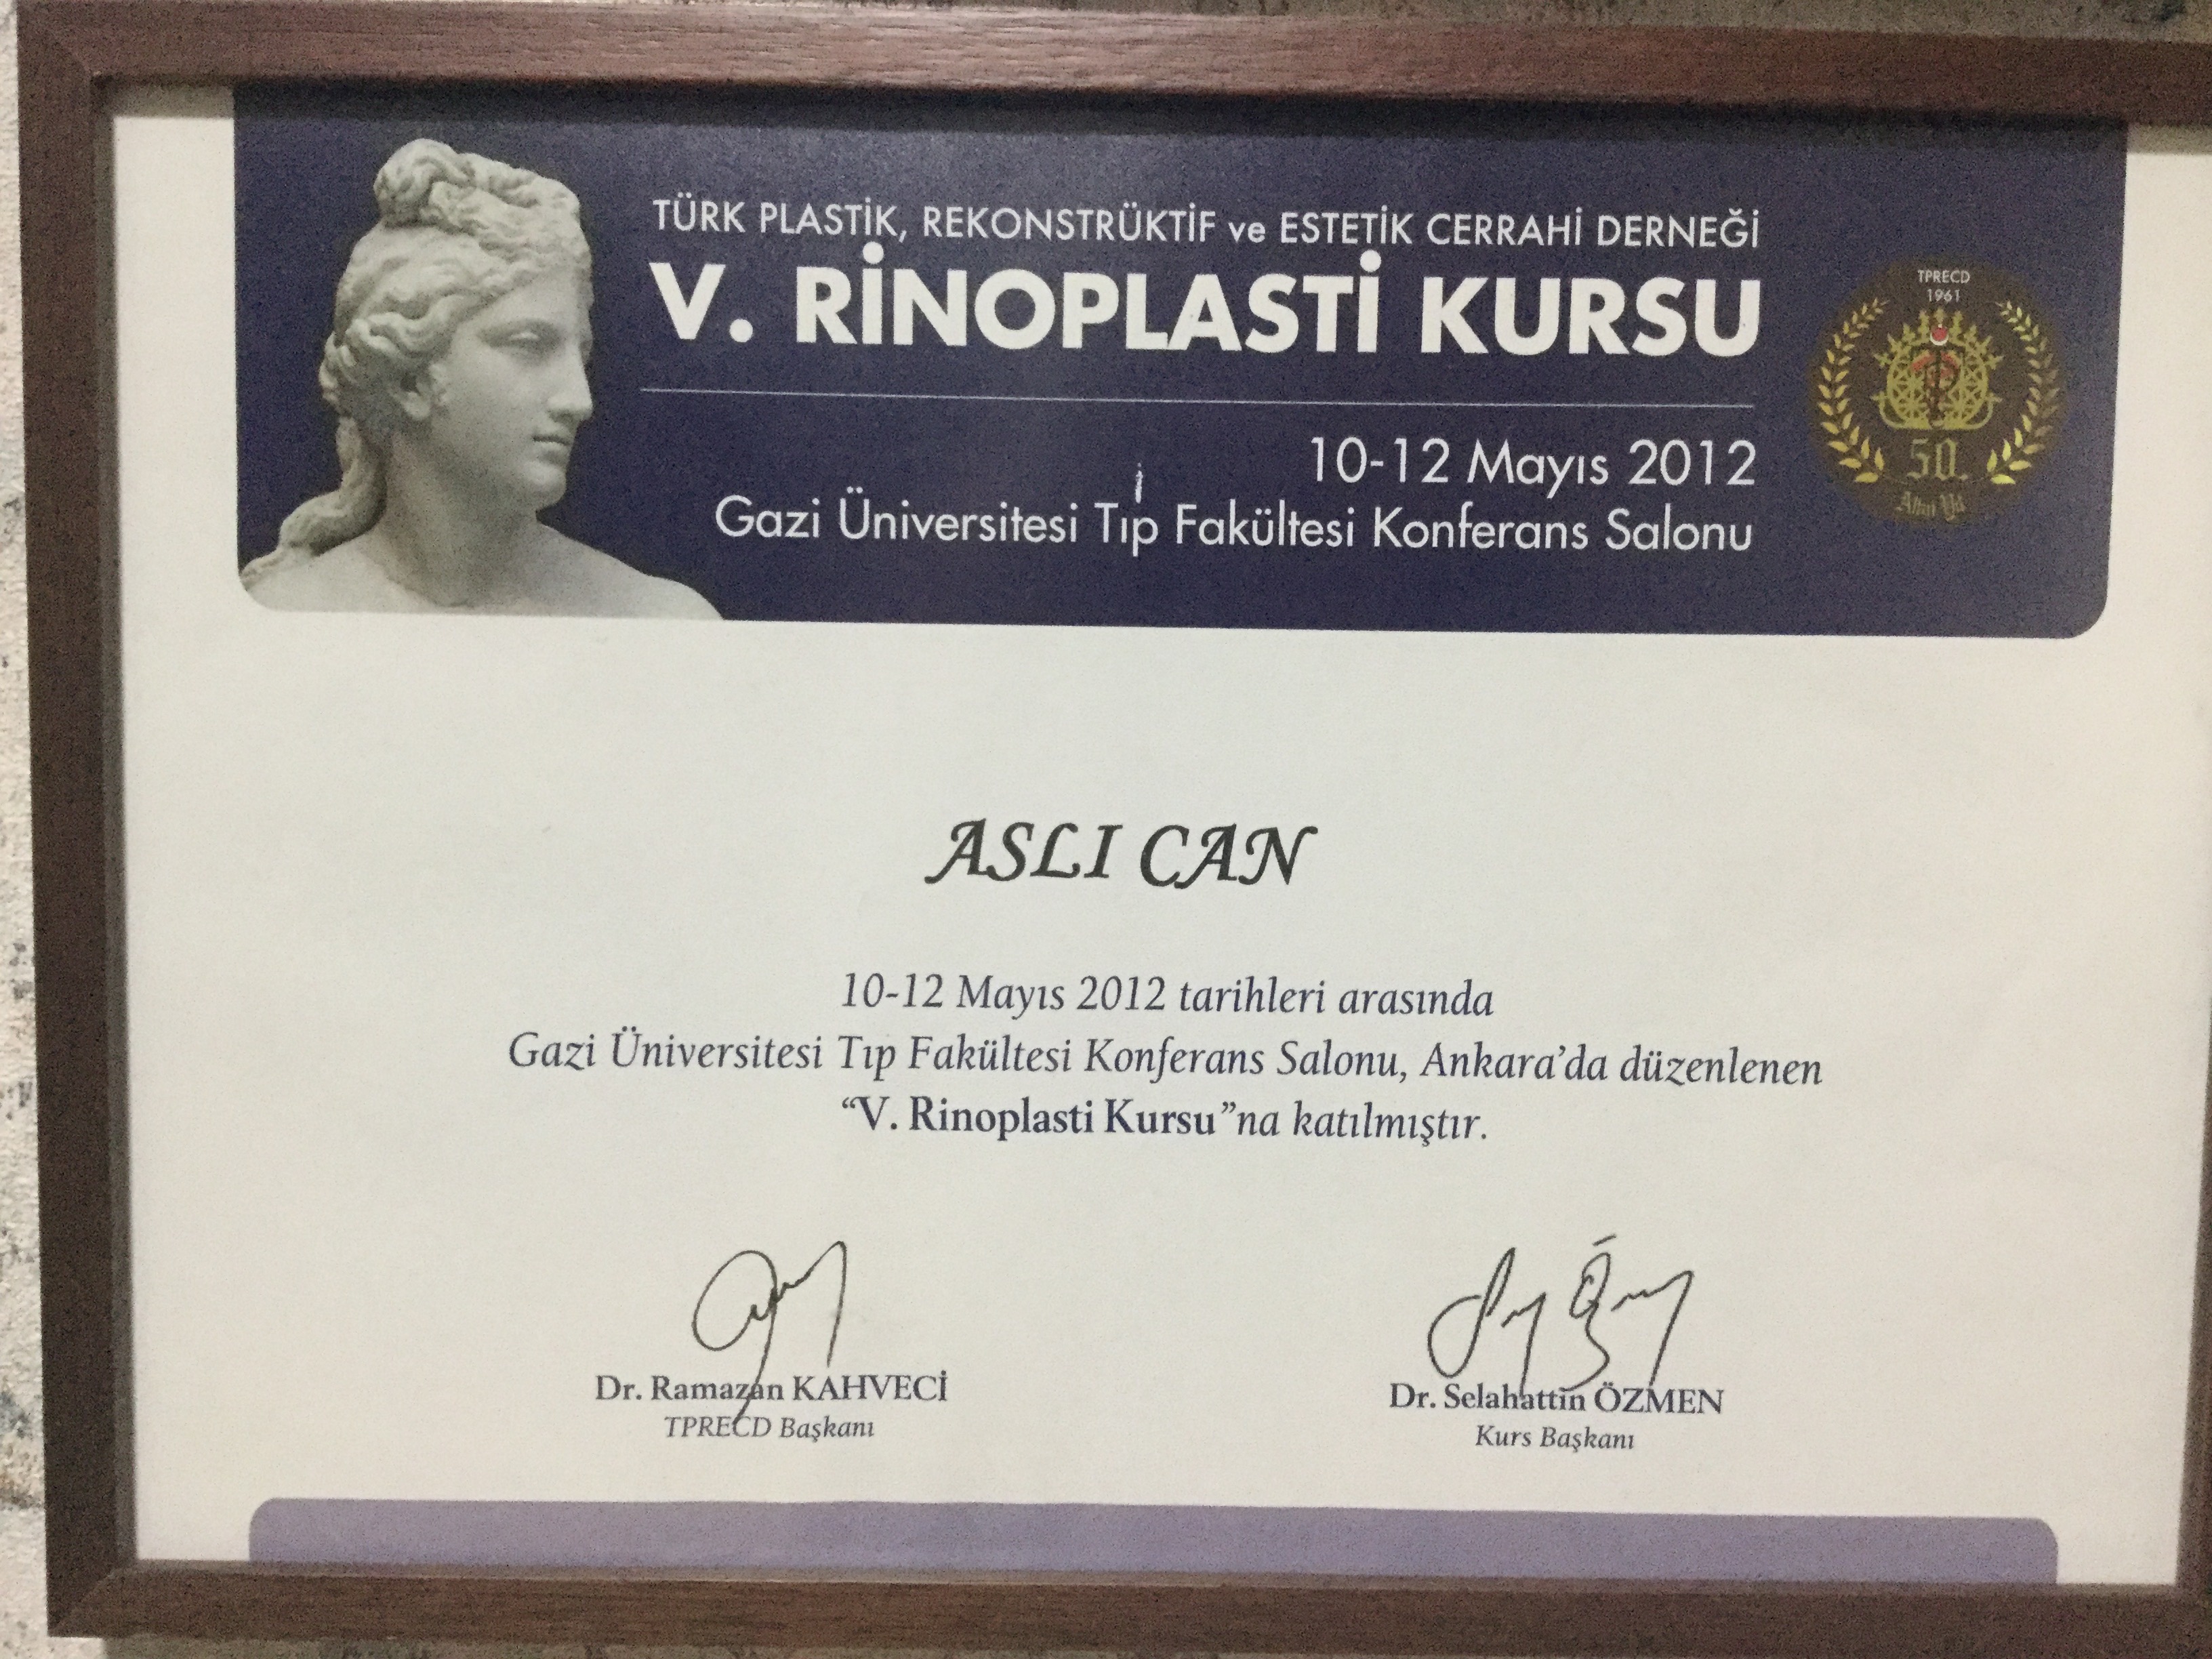 TÜRK PLASTİK, REKONSTRÜKTİF ve ESTETİK CERRAHİ DERNEĞİ
V. RİNOPLASTİ KURSU
10-12 Mayıs 2012
Gazi Üniversitesi Tıp Fakültesi Konferans Salonu
TPRECD
1961
50.
Altın Yıl
ASLI CAN
10-12 Mayıs 2012 tarihleri arasında
Gazi Üniversitesi Tıp Fakültesi Konferans Salonu, Ankara’da düzenlenen
“V. Rinoplasti Kursu”na katılmıştır.
Dr. Ramazan KAHVECİ
TPRECD Başkanı
Dr. Selahattin ÖZMEN
Kurs Başkanı